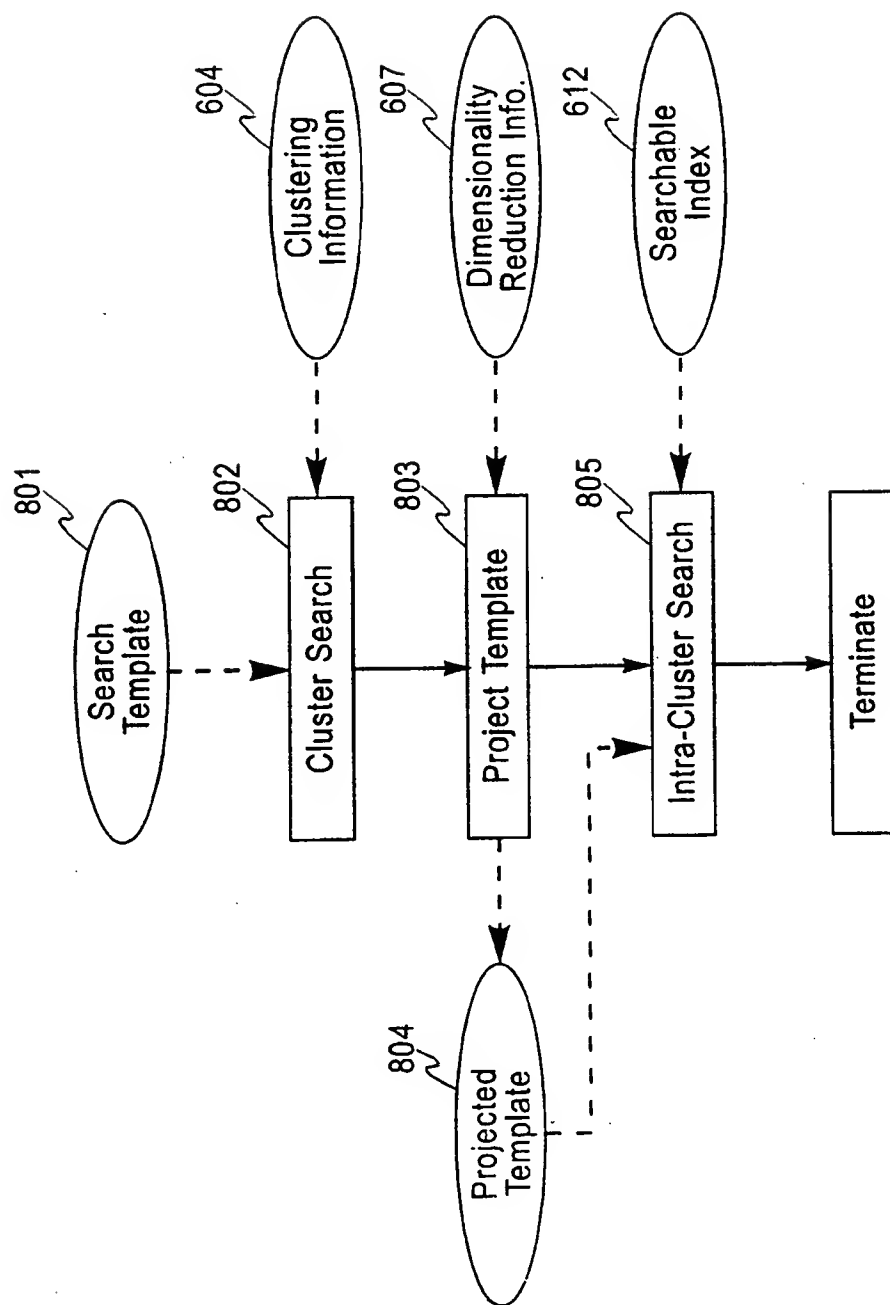 801
Search
Template
802
Cluster Search
604
Clustering
Information
803
Project Template
607
Dimensionality
Reduction Info.
804
Projected
Template
805
Intra-Cluster Search
612
Searchable
Index
Terminate